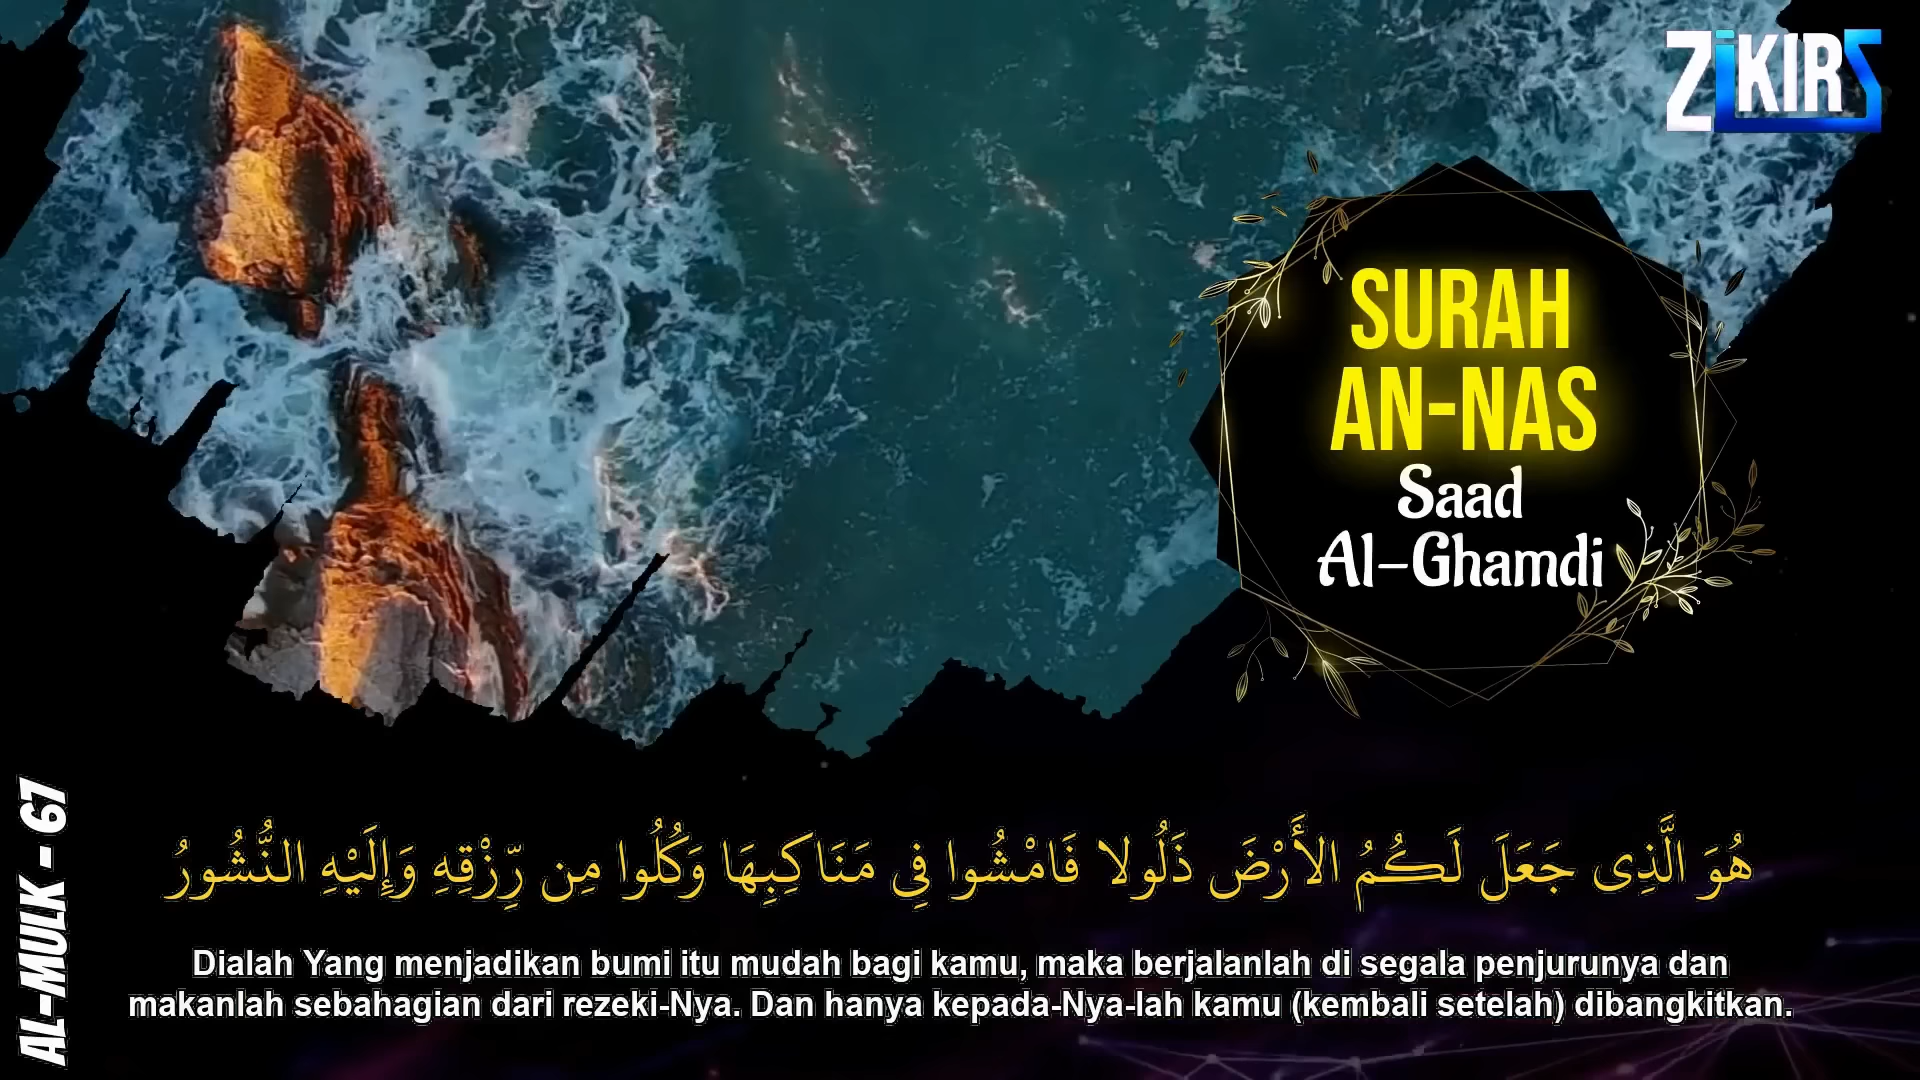 ZiKIRS
SURAH
AN-NAS
Saad
Al-Ghamdi
AL-MULK - 67
هُوَ الَّذِى جَعَلَ لَكُمُ الأَرْضَ ذَلُولا فَامْشُوا فِى مَنَاكِبِهَا وَكُلُوا مِن رِّزْقِهِ وَإِلَيْهِ النُّشُورُ
Dialah Yang menjadikan bumi itu mudah bagi kamu, maka berjalanlah di segala penjurunya dan
makanlah sebahagian dari rezeki-Nya. Dan hanya kepada-Nya-lah kamu (kembali setelah) dibangkitkan.